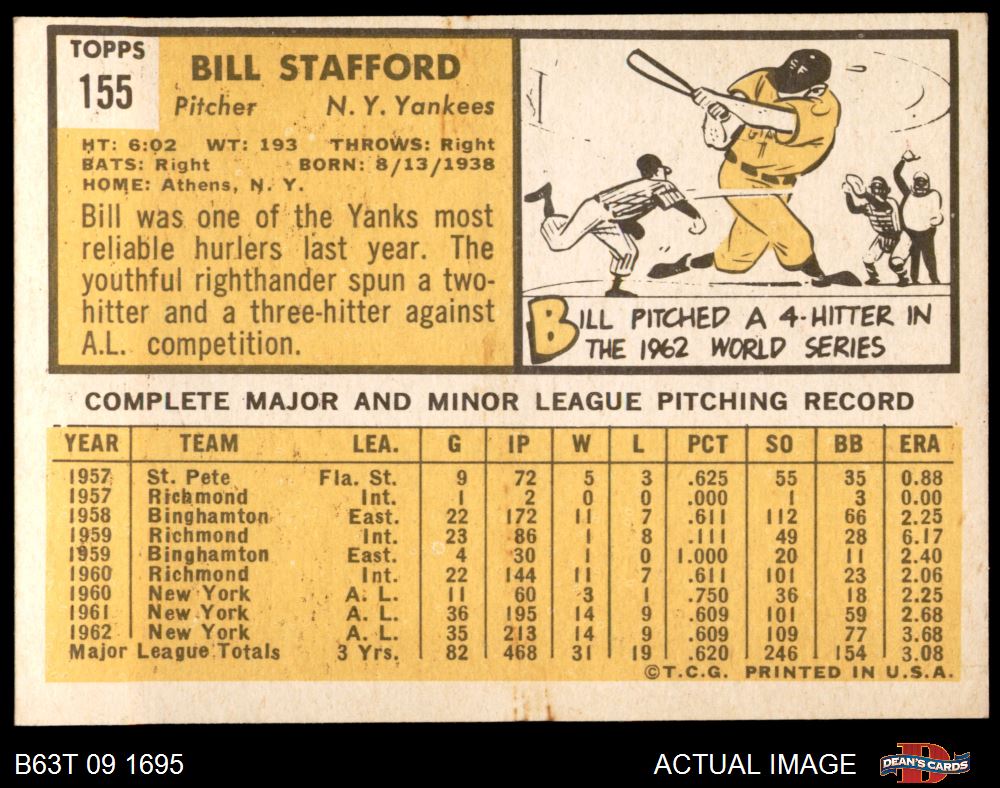 TOPPS
155
BILL STAFFORD
Pitcher N. Y. Yankees
HT: 6:02 WT: 193 THROWS: Right
BATS: Right BORN: 8/13/1938
HOME: Athens, N. Y.
Bill was one of the Yanks most
reliable hurlers last year. The
youthful righthander spun a two-
hitter and a three-hitter against
A.L. competition.
SF
GIA
BILL PITCHED A 4-HITTER IN
THE 1962 WORLD SERIES
COMPLETE MAJOR AND MINOR LEAGUE PITCHING RECORD
YEAR TEAM LEA. G IP W L PCT SO BB ERA
1957 St. Pete Fla. St. 9 72 5 3 .625 55 35 0.88
1957 Richmond Int. 1 2 0 0 .000 1 3 0.00
1958 Binghamton East. 22 172 11 7 .611 112 66 2.25
1959 Richmond Int. 23 86 1 8 .111 49 28 6.17
1959 Binghamton East. 4 30 1 0 1.000 20 11 2.40
1960 Richmond Int. 22 144 11 7 .611 101 23 2.06
1960 New York A. L. 11 60 3 1 .750 36 18 2.25
1961 New York A. L. 36 195 14 9 .609 101 59 2.68
1962 New York A. L. 35 213 14 9 .609 109 77 3.68
Major League Totals 3 Yrs. 82 468 31 19 .620 246 154 3.08
©T.C.G. PRINTED IN U.S.A.
B63T 09 1695
ACTUAL IMAGE
D
DEAN'S CARDS